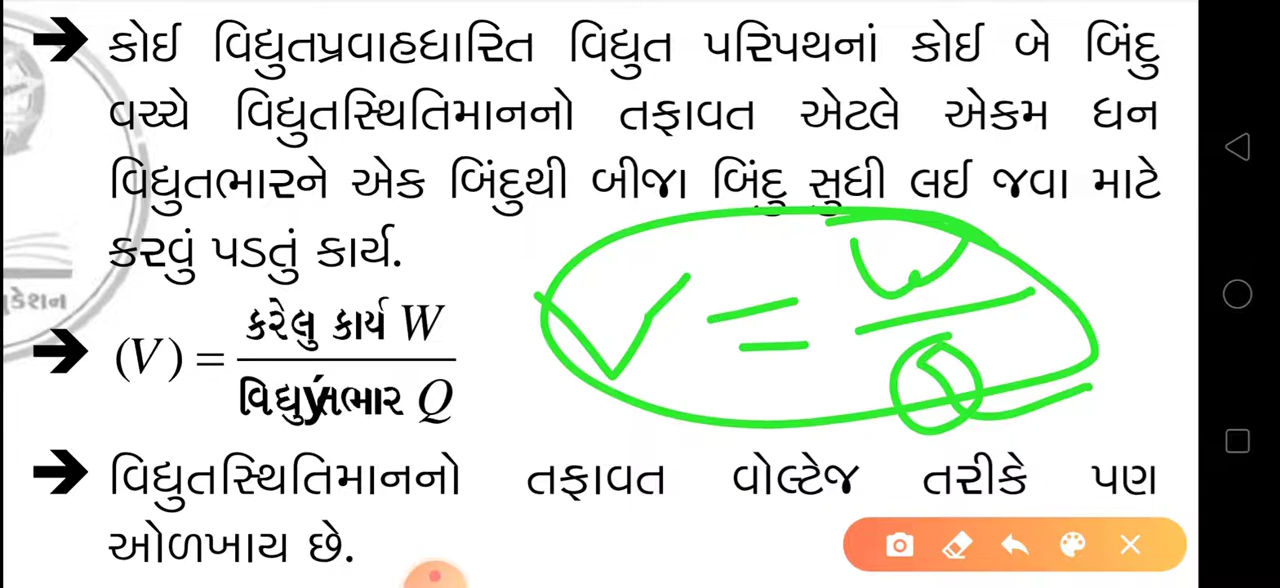 → કોઈ વિદ્યુતપ્રવાહધારિત વિદ્યુત પરિપથનાં કોઈ બે બિંદુ
વચ્ચે વિદ્યુતસ્થિતિમાનનો તફાવત એટલે એકમ ધન
વિદ્યુતભારને એક બિંદુથી બીજા બિંદુ સુધી લઈ જવા માટે
કરવું પડતું કાર્ય.
→ (V) = કરેલુ કાર્ય W
Q
V = W
Q
→ વિદ્યુતસ્થિતિમાનનો તફાવત વોલ્ટેજ તરીકે પણ
ઓળખાય છે.